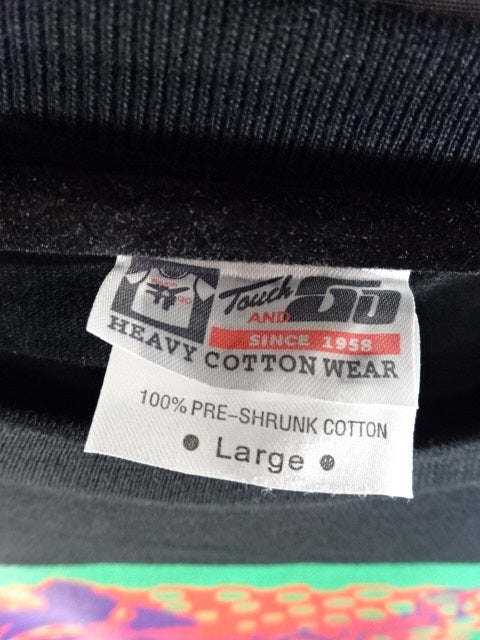 Touch
AND GO
SINCE 1958
HEAVY COTTON WEAR
100% PRE-SHRUNK COTTON
• Large •